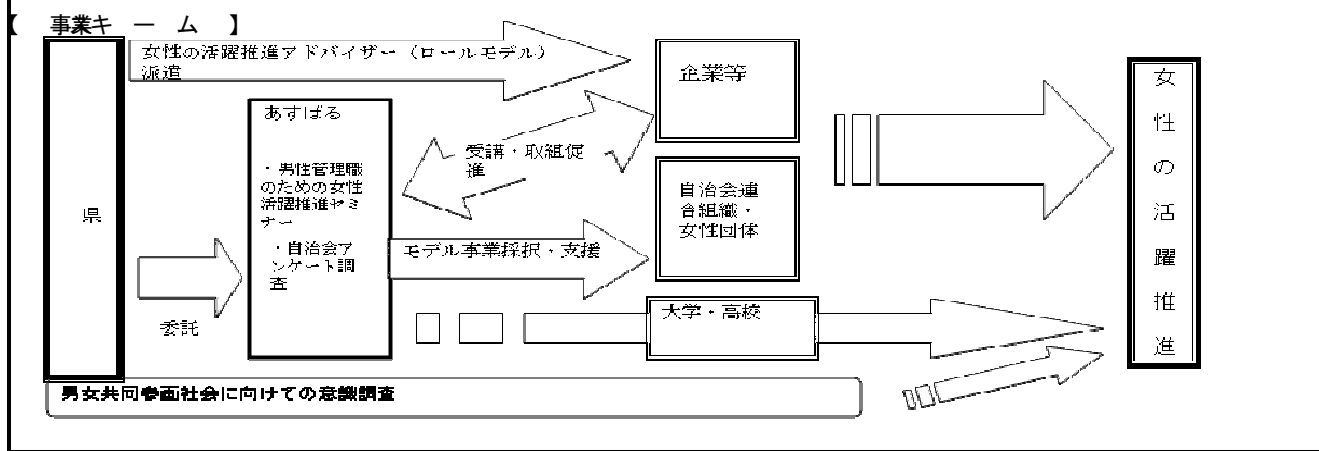 【 事業キ ー ム 】
女性の活躍推進アドバイザー（ロールモデル）
派遣
県
あすばる
・男性管理職
のための女性
活躍推進セミ
ナー
・自治会ア
ンケート調
査
委託
受講・取組促
進
モデル事業採択・支援
企業等
自治会連
合組織・
女性団体
大学・高校
女性の活躍推進
男女共同参画社会に向けての意識調査